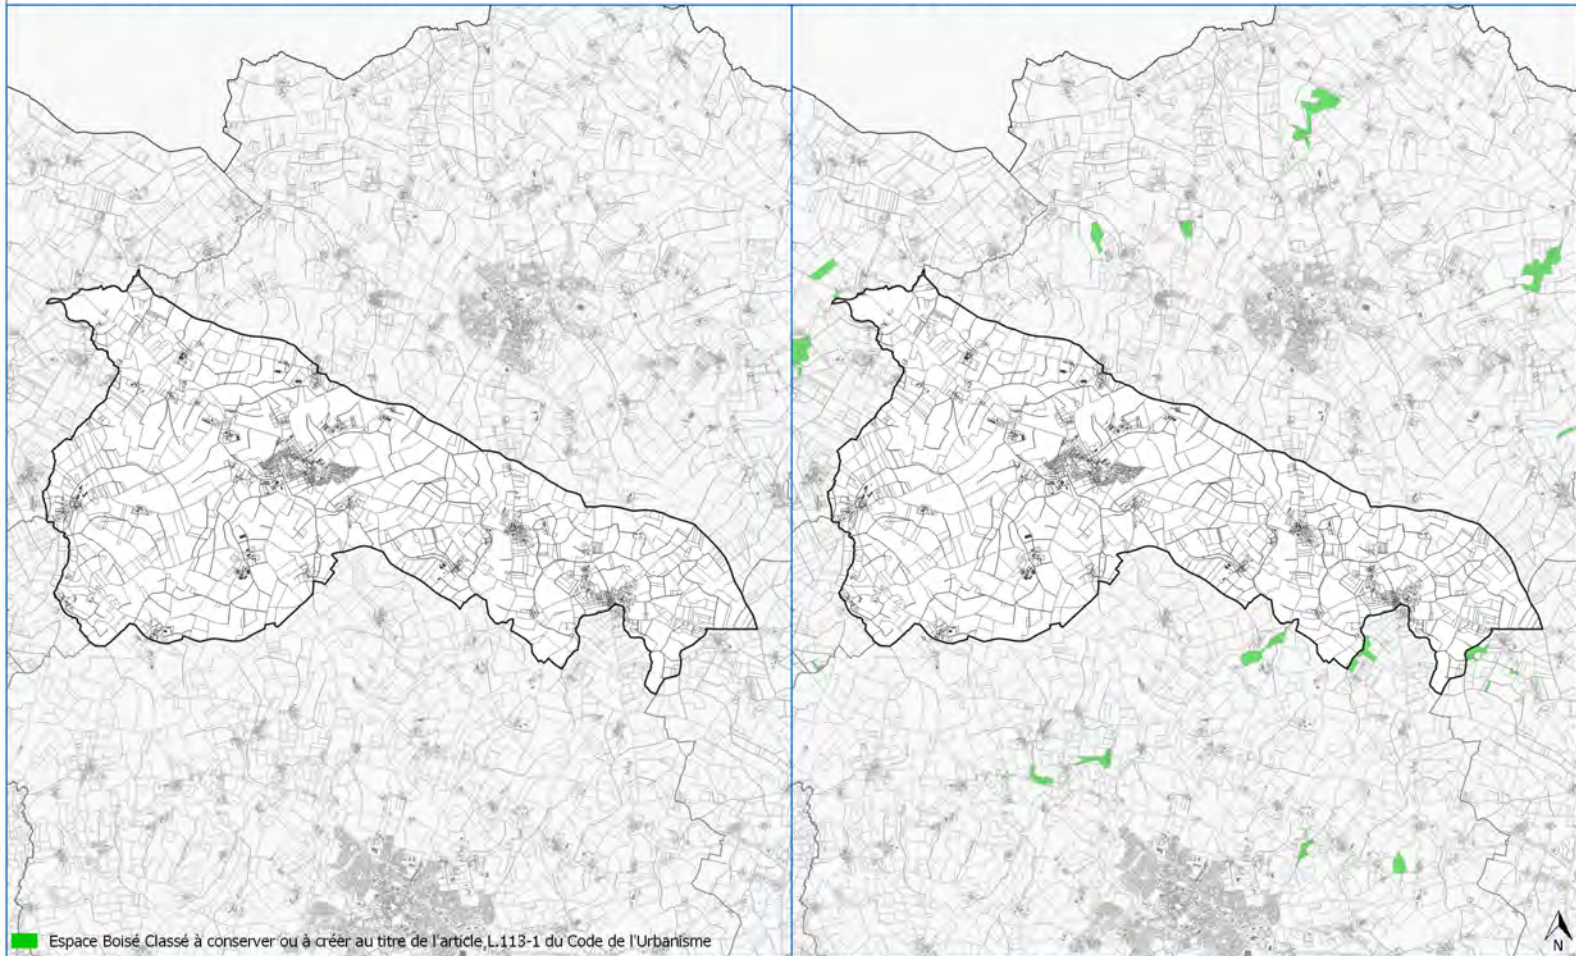 Espace Boisé Classé à conserver ou à créer au titre de l'article L.113-1 du Code de l'Urbanisme
N